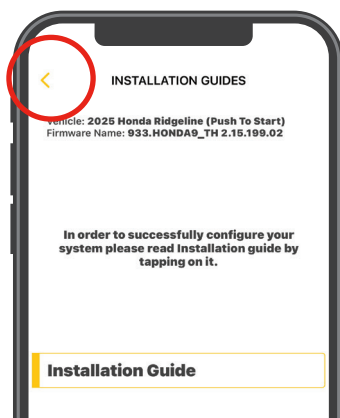 INSTALLATION GUIDES
Vehicle: 2025 Honda Ridgeline (Push To Start)
Firmware Name: 933.HONDA9_TH 2.15.199.02
In order to successfully configure your
system please read Installation guide by
tapping on it.
Installation Guide